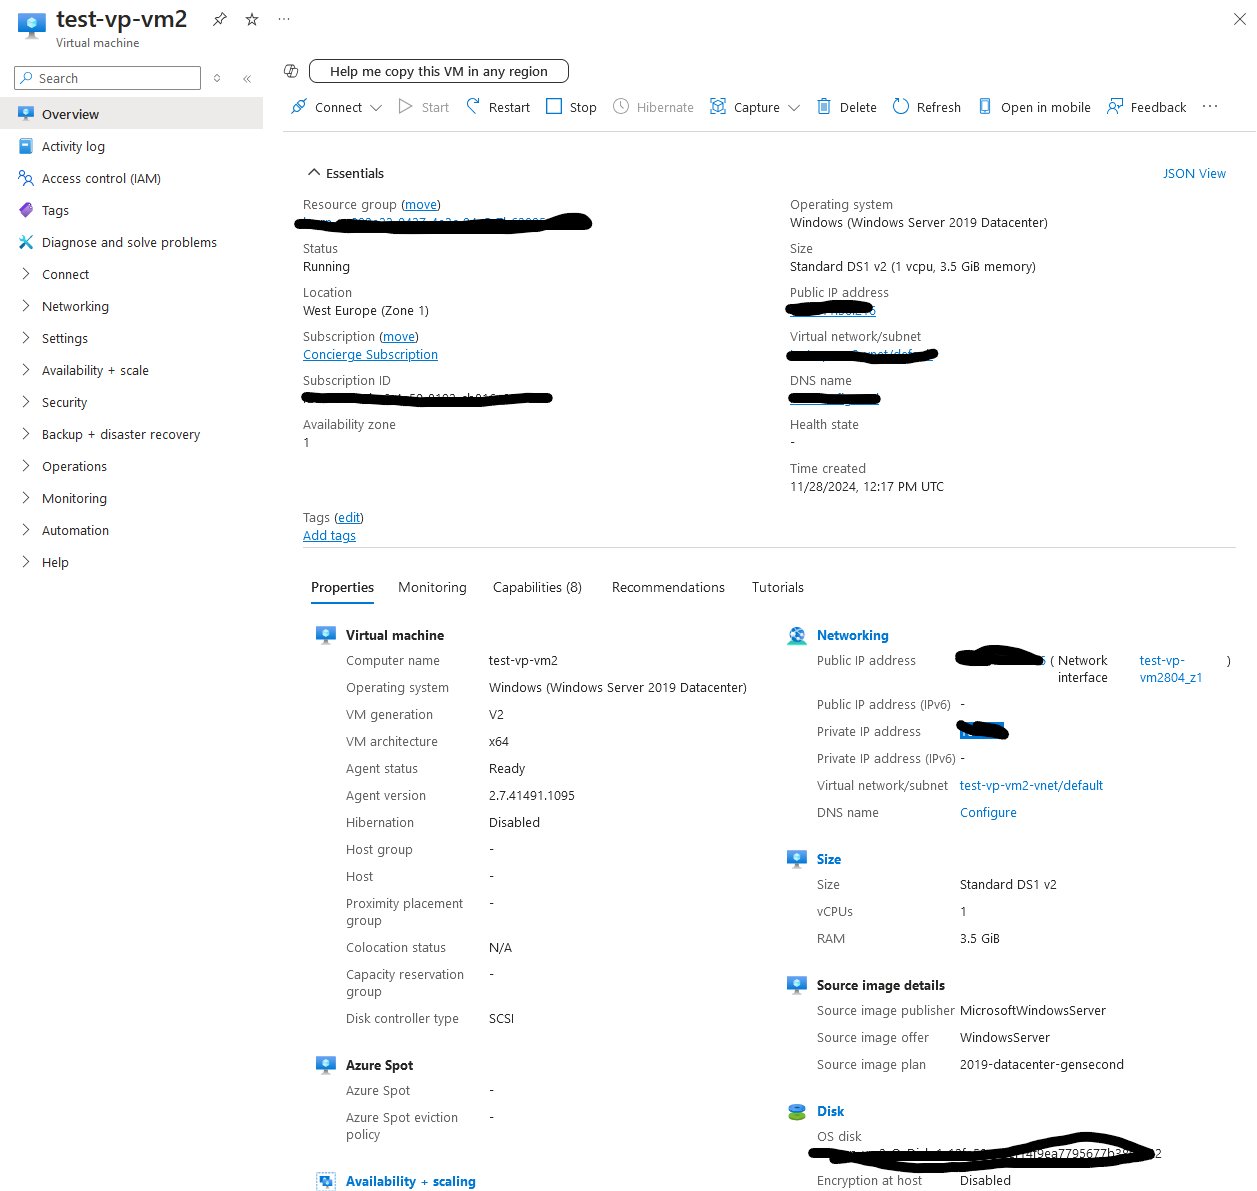 test-vp-vm2
Virtual machine
Search
Overview
Activity log
Access control (IAM)
Tags
Diagnose and solve problems
Connect
Networking
Settings
Availability + scale
Security
Backup + disaster recovery
Operations
Monitoring
Automation
Help
Help me copy this VM in any region
Connect Start Restart Stop Hibernate Capture Delete Refresh Open in mobile Feedback
Essentials
JSON View
Resource group (move)
Status
Running
Location
West Europe (Zone 1)
Subscription (move)
Concierge Subscription
Subscription ID
Availability zone
1
Operating system
Windows (Windows Server 2019 Datacenter)
Size
Standard DS1 v2 (1 vcpu, 3.5 GiB memory)
Public IP address
Virtual network/subnet
DNS name
Health state
-
Time created
11/28/2024, 12:17 PM UTC
Tags (edit)
Add tags
Properties Monitoring Capabilities (8) Recommendations Tutorials
Virtual machine
Computer name test-vp-vm2
Operating system Windows (Windows Server 2019 Datacenter)
VM generation V2
VM architecture x64
Agent status Ready
Agent version 2.7.41491.1095
Hibernation Disabled
Host group -
Host -
Proximity placement -
group
Colocation status N/A
Capacity reservation -
group
Disk controller type SCSI
Azure Spot
Azure Spot -
Azure Spot eviction -
policy
Availability + scaling
Networking
Public IP address ( Network test-vp- )
interface vm2804_z1
Public IP address (IPv6) -
Private IP address
Private IP address (IPv6) -
Virtual network/subnet test-vp-vm2-vnet/default
DNS name Configure
Size
Size Standard DS1 v2
vCPUs 1
RAM 3.5 GiB
Source image details
Source image publisher MicrosoftWindowsServer
Source image offer WindowsServer
Source image plan 2019-datacenter-gensecond
Disk
OS disk
Encryption at host Disabled